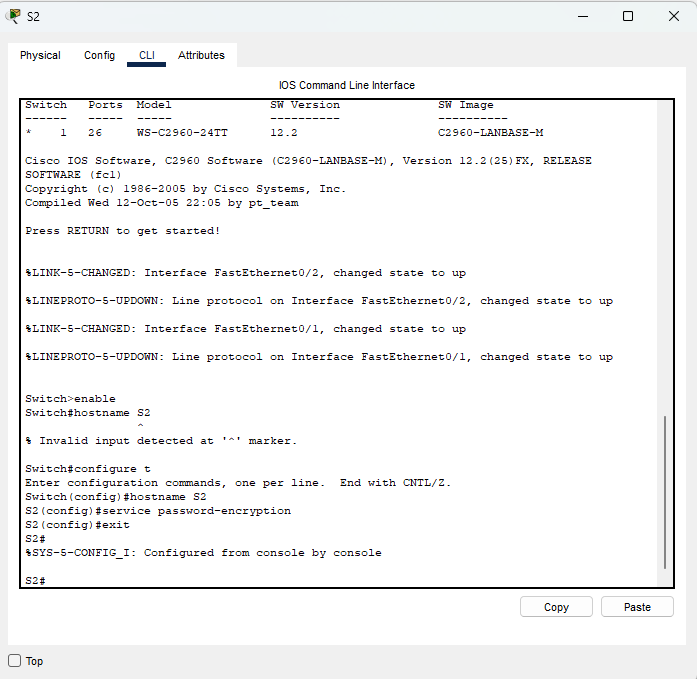 S2
Physical Config CLI Attributes
IOS Command Line Interface
Switch Ports Model SW Version SW Image
------ ----- ----- ---------- ----------
* 1 26 WS-C2960-24TT 12.2 C2960-LANBASE-M
Cisco IOS Software, C2960 Software (C2960-LANBASE-M), Version 12.2(25)FX, RELEASE
SOFTWARE (fc1)
Copyright (c) 1986-2005 by Cisco Systems, Inc.
Compiled Wed 12-Oct-05 22:05 by pt_team
Press RETURN to get started!
%LINK-5-CHANGED: Interface FastEthernet0/2, changed state to up
%LINEPROTO-5-UPDOWN: Line protocol on Interface FastEthernet0/2, changed state to up
%LINK-5-CHANGED: Interface FastEthernet0/1, changed state to up
%LINEPROTO-5-UPDOWN: Line protocol on Interface FastEthernet0/1, changed state to up
Switch>enable
Switch#hostname S2
^
% Invalid input detected at '^' marker.
Switch#configure t
Enter configuration commands, one per line. End with CNTL/Z.
Switch(config)#hostname S2
S2(config)#service password-encryption
S2(config)#exit
S2#
%SYS-5-CONFIG_I: Configured from console by console
S2#
Copy Paste
Top